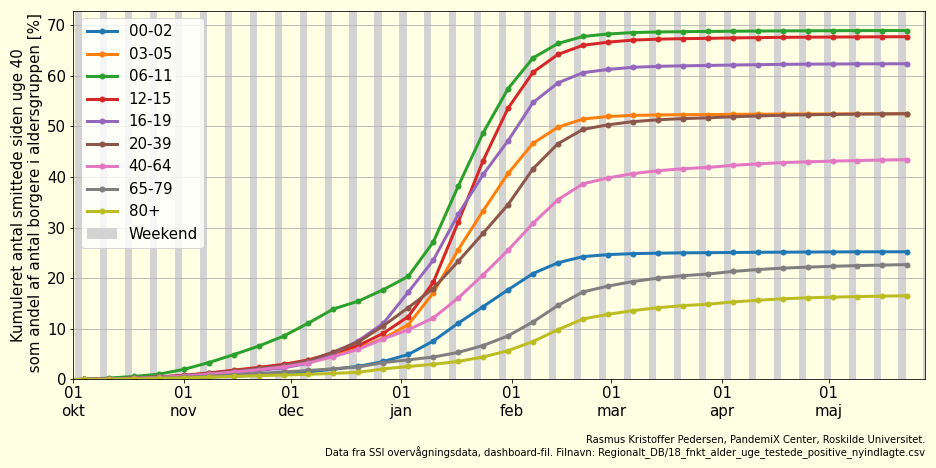 Kumuleret antal smittede siden uge 40
som andel af antal borgere i aldersgruppen [%]
70
60
50
40
30
20
10
0
00-02
03-05
06-11
12-15
16-19
20-39
40-64
65-79
80+
Weekend
01 01 01 01 01 01 01 01
okt nov dec jan feb mar apr maj
Rasmus Kristoffer Pedersen, PandemiX Center, Roskilde Universitet.
Data fra SSI overvågningsdata, dashboard-fil. Filnavn: Regionalt_DB/18_fnkt_alder_uge_testede_positive_nyindlagte.csv